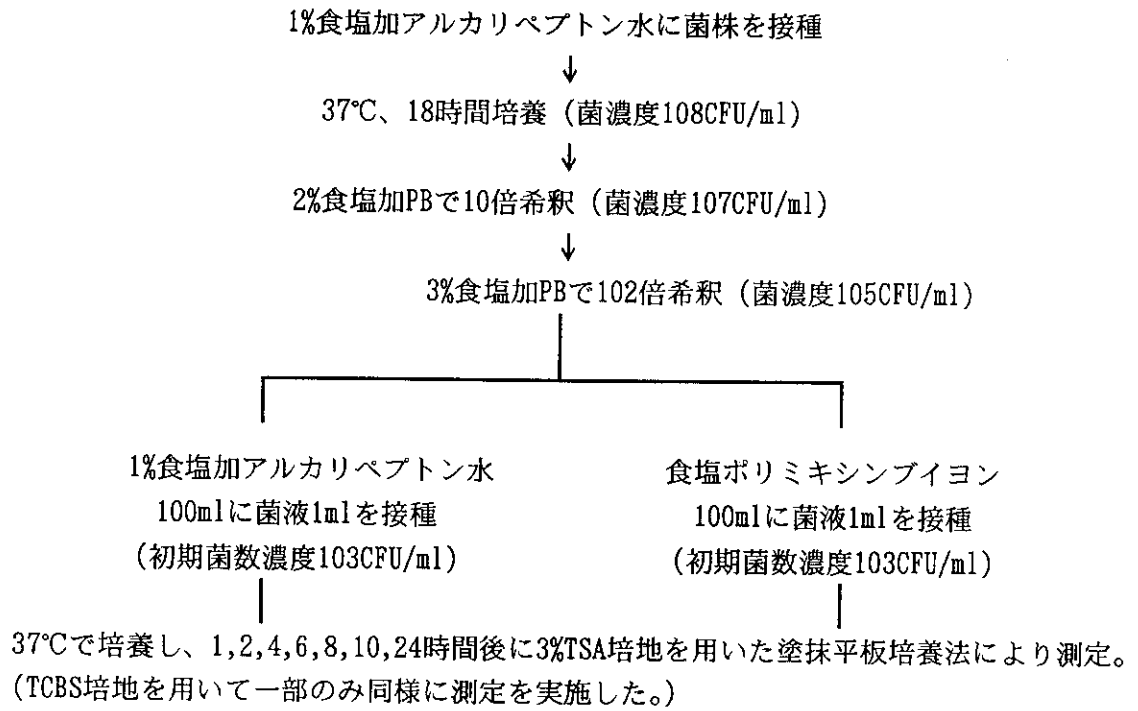 1%食塩加アルカリペプトン水に菌株を接種
↓
37℃、18時間培養（菌濃度108CFU/ml）
↓
2%食塩加PBで10倍希釈（菌濃度107CFU/ml）
↓
3%食塩加PBで102倍希釈（菌濃度105CFU/ml）
1%食塩加アルカリペプトン水
100mlに菌液1mlを接種
(初期菌数濃度103CFU/ml)
食塩ポリミキシンブイヨン
100mlに菌液1mlを接種
(初期菌数濃度103CFU/ml)
37℃で培養し、1,2,4,6,8,10,24時間後に3%TSA培地を用いた塗抹平板培養法により測定。
(TCBS培地を用いて一部のみ同様に測定を実施した。)